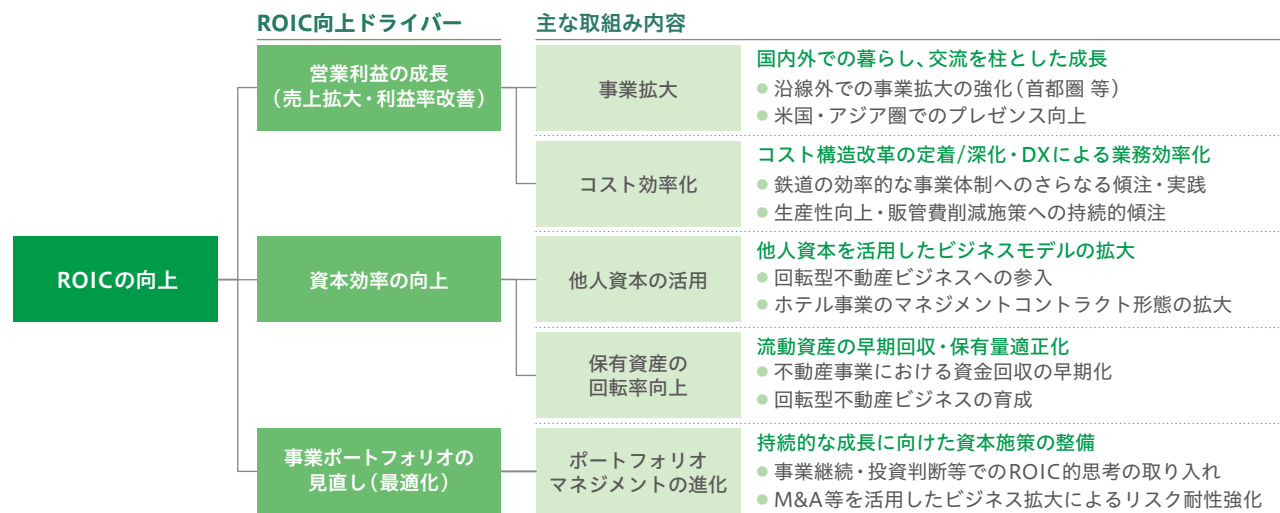 ROIC向上ドライバー
主な取組み内容
ROICの向上
営業利益の成長
（売上拡大・利益率改善）
事業拡大
国内外での暮らし、交流を柱とした成長
● 沿線外での事業拡大の強化（首都圏 等）
● 米国・アジア圏でのプレゼンス向上
コスト効率化
コスト構造改革の定着/深化・DXによる業務効率化
● 鉄道の効率的な事業体制へのさらなる傾注・実践
● 生産性向上・販管費削減施策への持続的傾注
資本効率の向上
他人資本の活用
他人資本を活用したビジネスモデルの拡大
● 回転型不動産ビジネスへの参入
● ホテル事業のマネジメントコントラクト形態の拡大
保有資産の
回転率向上
流動資産の早期回収・保有量適正化
● 不動産事業における資金回収の早期化
● 回転型不動産ビジネスの育成
事業ポートフォリオの
見直し（最適化）
ポートフォリオ
マネジメントの進化
持続的な成長に向けた資本施策の整備
● 事業継続・投資判断等でのROIC的思考の取り入れ
● M&A等を活用したビジネス拡大によるリスク耐性強化